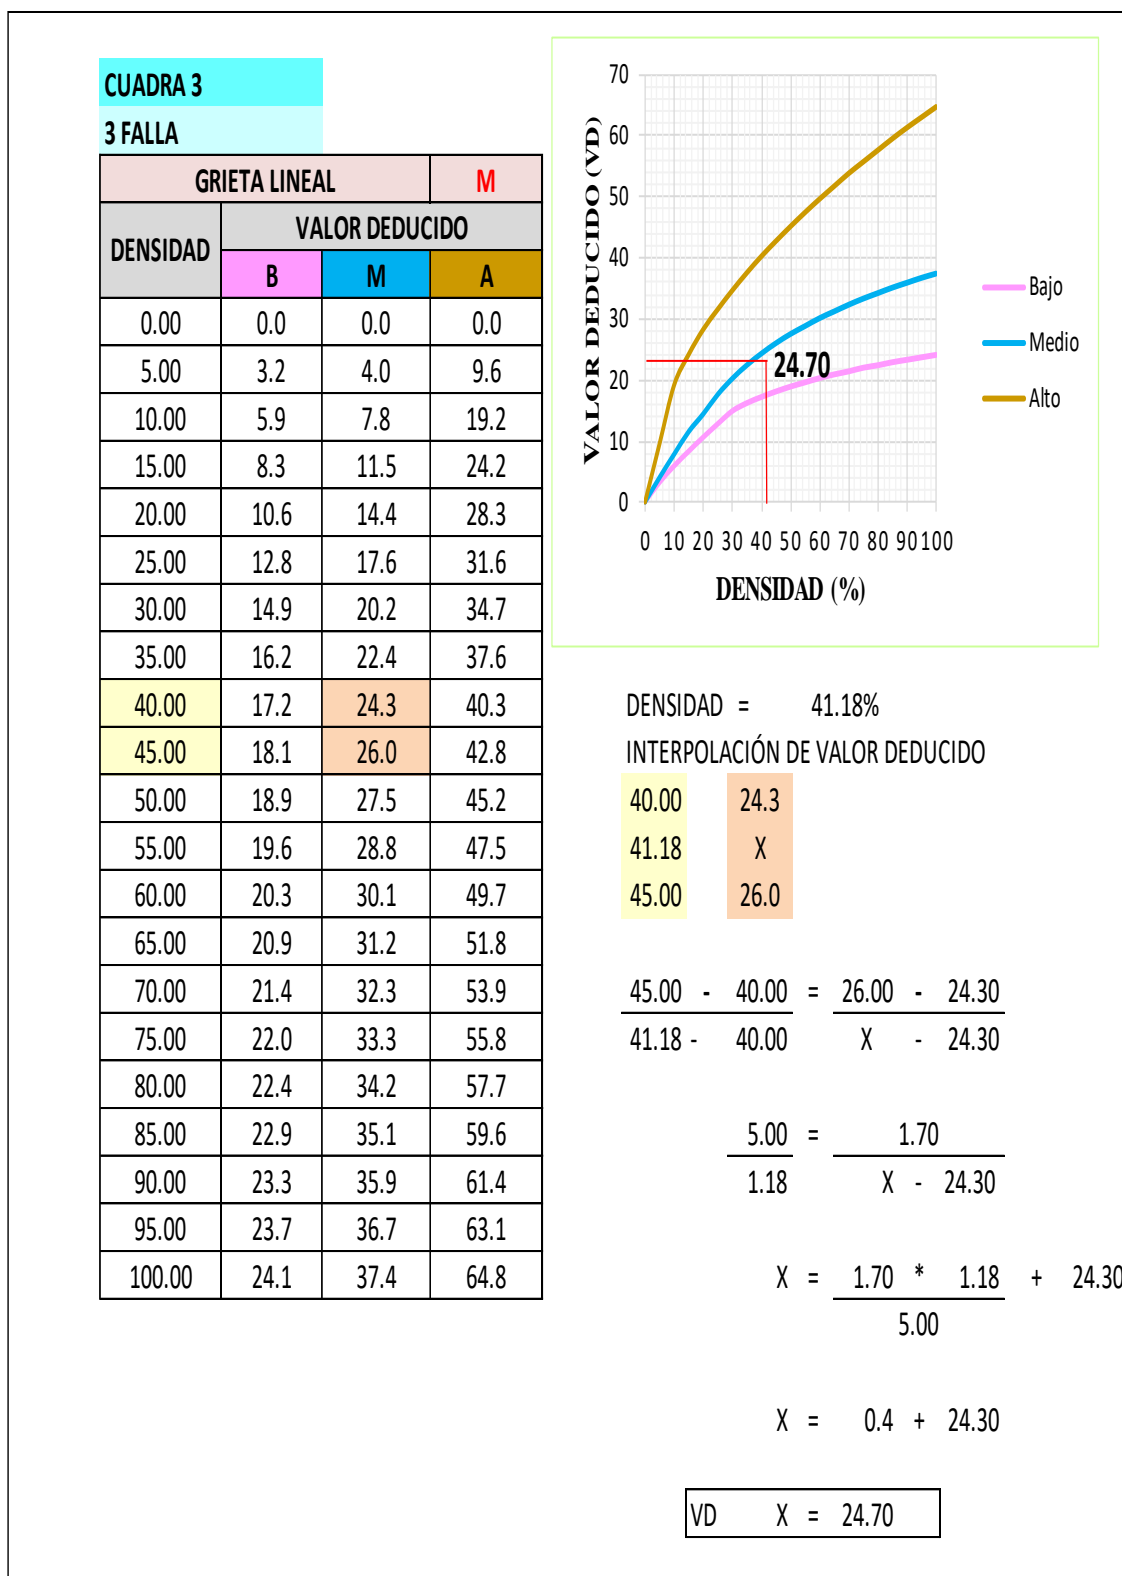 CUADRA 3
3 FALLA
GRIETA LINEAL M
DENSIDAD VALOR DEDUCIDO
B M A
0.00 0.0 0.0 0.0
5.00 3.2 4.0 9.6
10.00 5.9 7.8 19.2
15.00 8.3 11.5 24.2
20.00 10.6 14.4 28.3
25.00 12.8 17.6 31.6
30.00 14.9 20.2 34.7
35.00 16.2 22.4 37.6
40.00 17.2 24.3 40.3
45.00 18.1 26.0 42.8
50.00 18.9 27.5 45.2
55.00 19.6 28.8 47.5
60.00 20.3 30.1 49.7
65.00 20.9 31.2 51.8
70.00 21.4 32.3 53.9
75.00 22.0 33.3 55.8
80.00 22.4 34.2 57.7
85.00 22.9 35.1 59.6
90.00 23.3 35.9 61.4
95.00 23.7 36.7 63.1
100.00 24.1 37.4 64.8
VALOR DEDUCIDO (VD)
70
60
50
40
30
20
10
0
24.70
0 10 20 30 40 50 60 70 80 90 100
DENSIDAD (%)
Bajo
Medio
Alto
DENSIDAD = 41.18%
INTERPOLACIÓN DE VALOR DEDUCIDO
40.00 24.3
41.18 X
45.00 26.0
45.00 - 40.00 = 26.00 - 24.30
41.18 - 40.00 X - 24.30
5.00 = 1.70
1.18 X - 24.30
X = 1.70 * 1.18 + 24.30
5.00
X = 0.4 + 24.30
VD X = 24.70